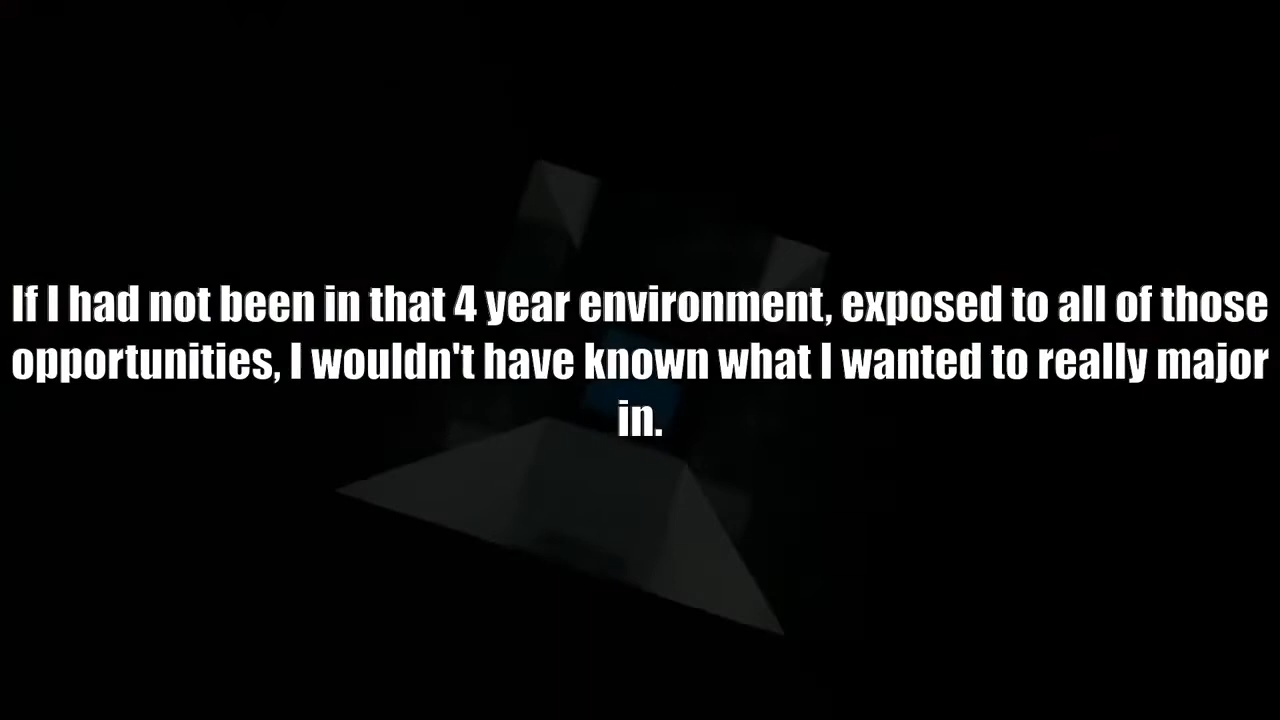 If I had not been in that 4 year environment, exposed to all of those
opportunities, I wouldn't have known what I wanted to really major
in.